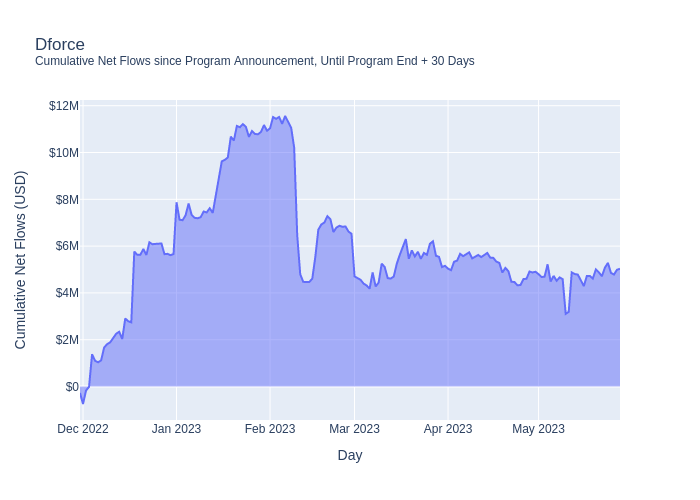 Dforce
Cumulative Net Flows since Program Announcement, Until Program End + 30 Days
Cumulative Net Flows (USD)
$12M
$10M
$8M
$6M
$4M
$2M
$0
Dec 2022 Jan 2023 Feb 2023 Mar 2023 Apr 2023 May 2023
Day